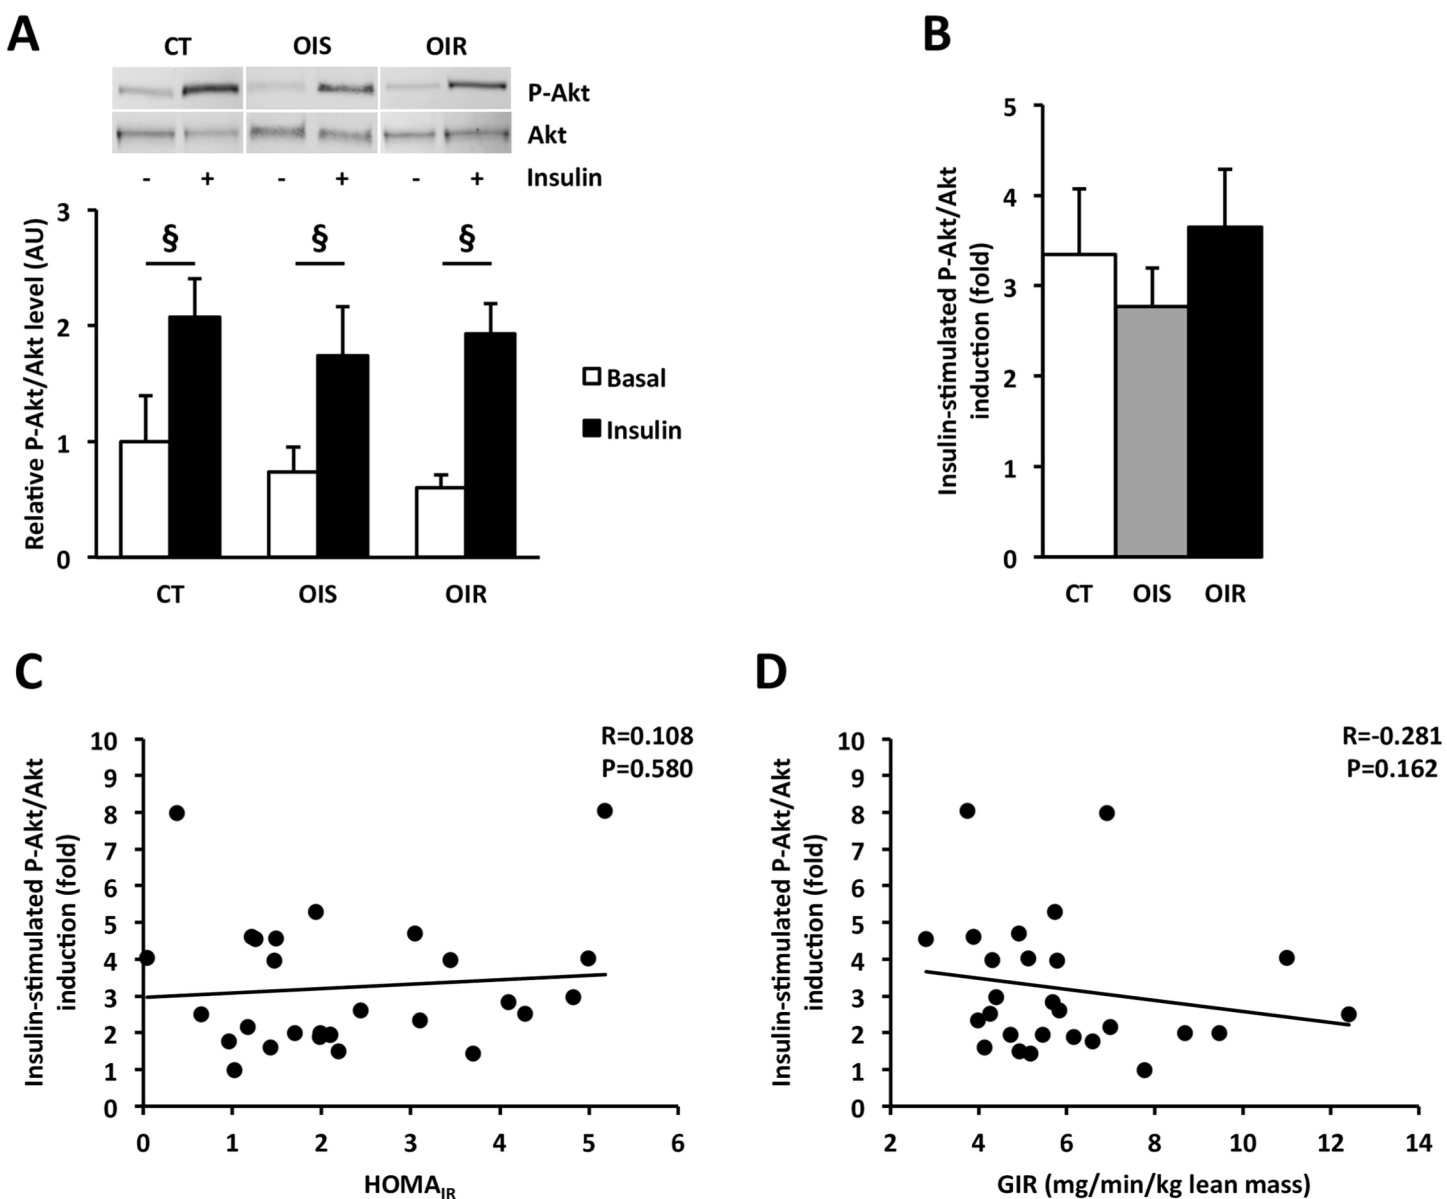 A
CT OIS OIR
P-Akt
Akt
- + - + - + Insulin
Relative P-Akt/Akt level (AU)
3
2
1
0
§ § §
Basal
Insulin
CT OIS OIR
B
Insulin-stimulated P-Akt/Akt
induction (fold)
5
4
3
2
1
0
CT OIS OIR
C
R=0.108
P=0.580
Insulin-stimulated P-Akt/Akt
induction (fold)
10
9
8
7
6
5
4
3
2
1
0
0 1 2 3 4 5 6
HOMAIR
D
R=-0.281
P=0.162
Insulin-stimulated P-Akt/Akt
induction (fold)
10
9
8
7
6
5
4
3
2
1
0
2 4 6 8 10 12 14
GIR (mg/min/kg lean mass)